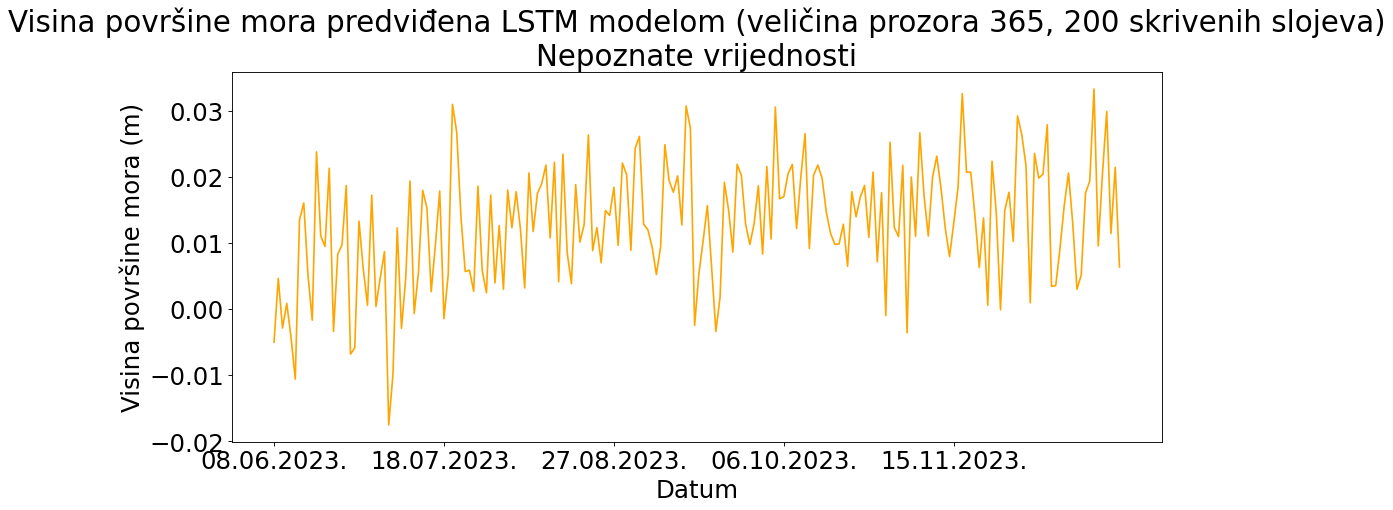 Visina površine mora predviđena LSTM modelom (veličina prozora 365, 200 skrivenih slojeva)
Nepoznate vrijednosti
Visina površine mora (m)
0.03
0.02
0.01
0.00
−0.01
−0.02
08.06.2023. 18.07.2023. 27.08.2023. 06.10.2023. 15.11.2023.
Datum